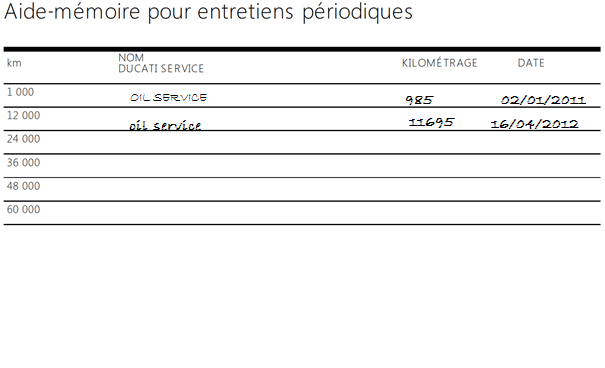 Aide-mémoire pour entretiens périodiques
km NOM DUCATI SERVICE KILOMÉTRAGE DATE
1 000 OIL SERVICE 985 02/01/2011
12 000 oil service 11695 16/04/2012
24 000
36 000
48 000
60 000